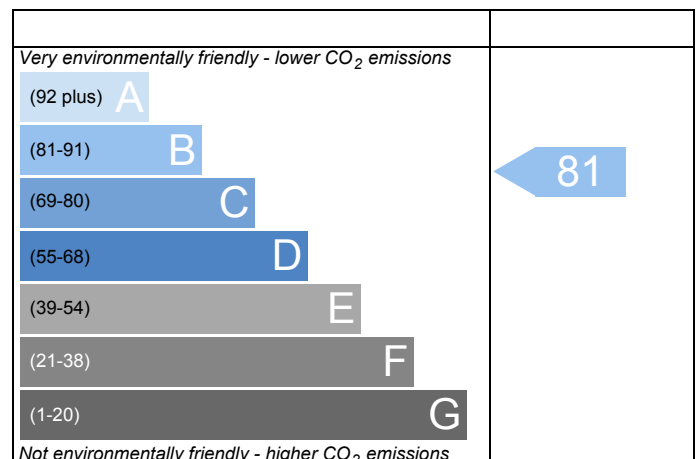 Very environmentally friendly - lower CO₂ emissions
(92 plus) A
(81-91) B
81
(69-80) C
(55-68) D
(39-54) E
(21-38) F
(1-20) G
Not environmentally friendly - higher CO₂ emissions